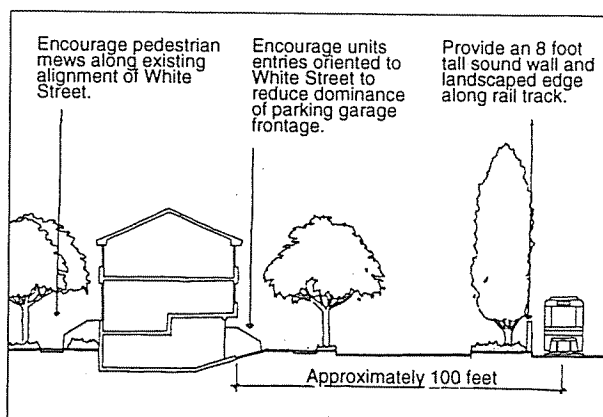 Encourage pedestrian
mews along existing
alignment of White
Street.
Encourage units
entries oriented to
White Street to
reduce dominance
of parking garage
frontage.
Provide an 8 foot
tall sound wall and
landscaped edge
along rail track.
Approximately 100 feet